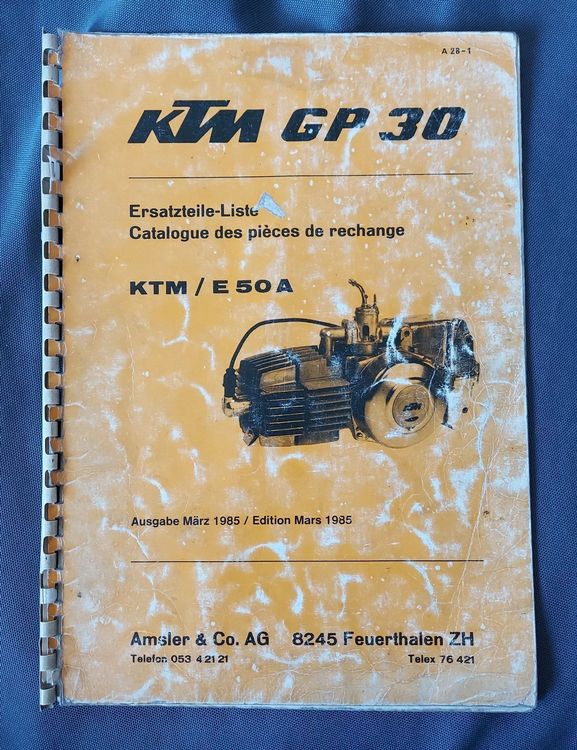 A 28-1
KTM GP 30
Ersatzteile-Liste
Catalogue des pièces de rechange
KTM / E 50 A
KTM
Ausgabe März 1985 / Edition Mars 1985
Amsler & Co. AG 8245 Feuerthalen ZH
Telefon 053 4 21 21 Telex 76 421